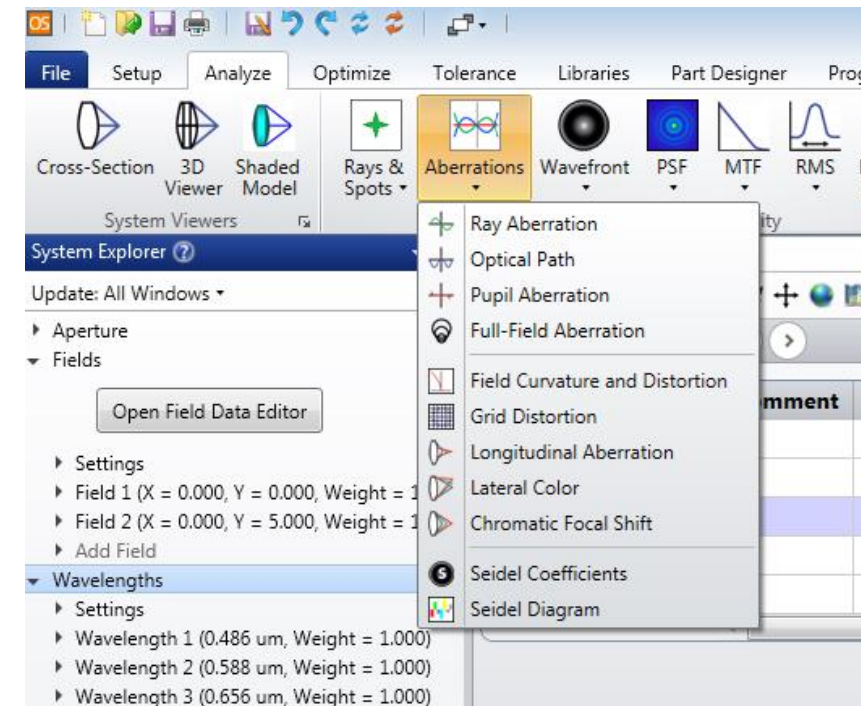 OS
File Setup Analyze Optimize Tolerance Libraries Part Designer
Cross-Section 3D Viewer Shaded Model Rays & Spots Aberrations Wavefront PSF MTF RMS
System Viewers
System Explorer
Update: All Windows
Aperture
Fields
Open Field Data Editor
Settings
Field 1 (X = 0.000, Y = 0.000, Weight = 1
Field 2 (X = 0.000, Y = 5.000, Weight = 1
Add Field
Wavelengths
Settings
Wavelength 1 (0.486 um, Weight = 1.000)
Wavelength 2 (0.588 um, Weight = 1.000)
Wavelength 3 (0.656 um, Weight = 1.000)
Ray Aberration
Optical Path
Pupil Aberration
Full-Field Aberration
Field Curvature and Distortion
Grid Distortion
Longitudinal Aberration
Lateral Color
Chromatic Focal Shift
Seidel Coefficients
Seidel Diagram